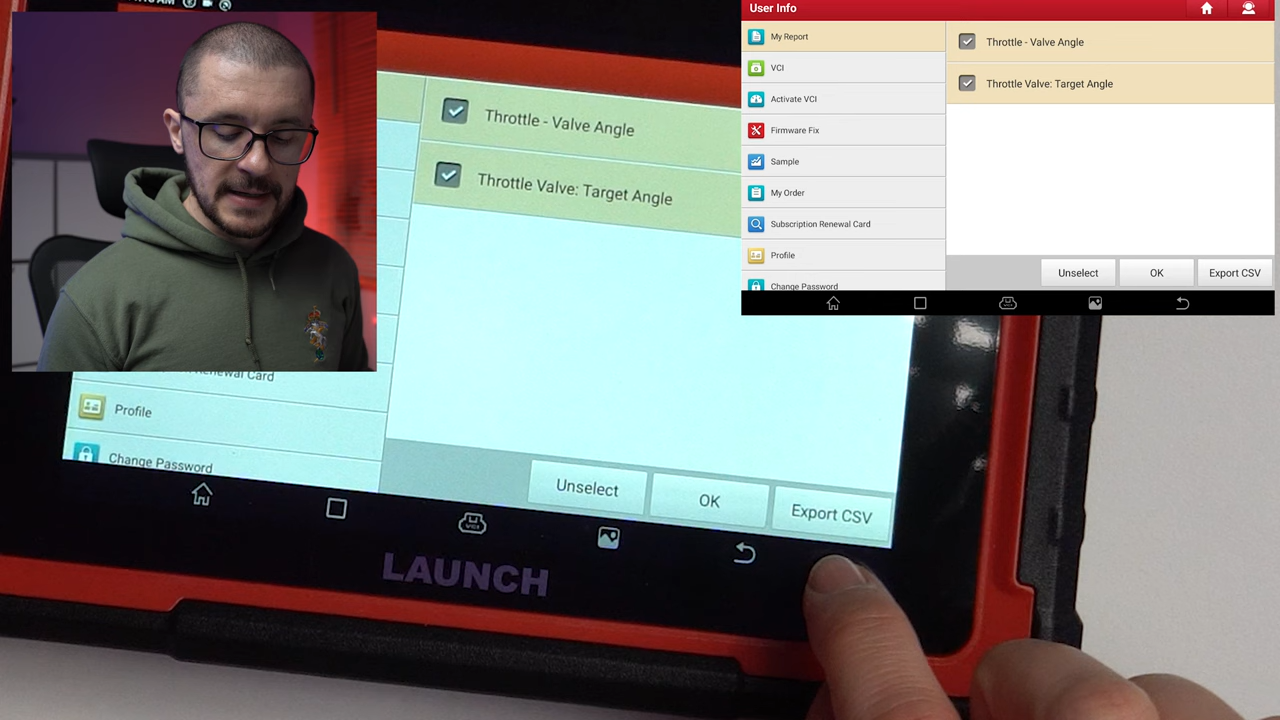 User Info
My Report
VCI
Activate VCI
Firmware Fix
Sample
My Order
Subscription Renewal Card
Profile
Change Password
Throttle - Valve Angle
Throttle Valve: Target Angle
Unselect
OK
Export CSV
VCI
Throttle - Valve Angle
Throttle Valve: Target Angle
Renewal Card
Profile
Change Password
Unselect
OK
Export CSV
VCI
LAUNCH